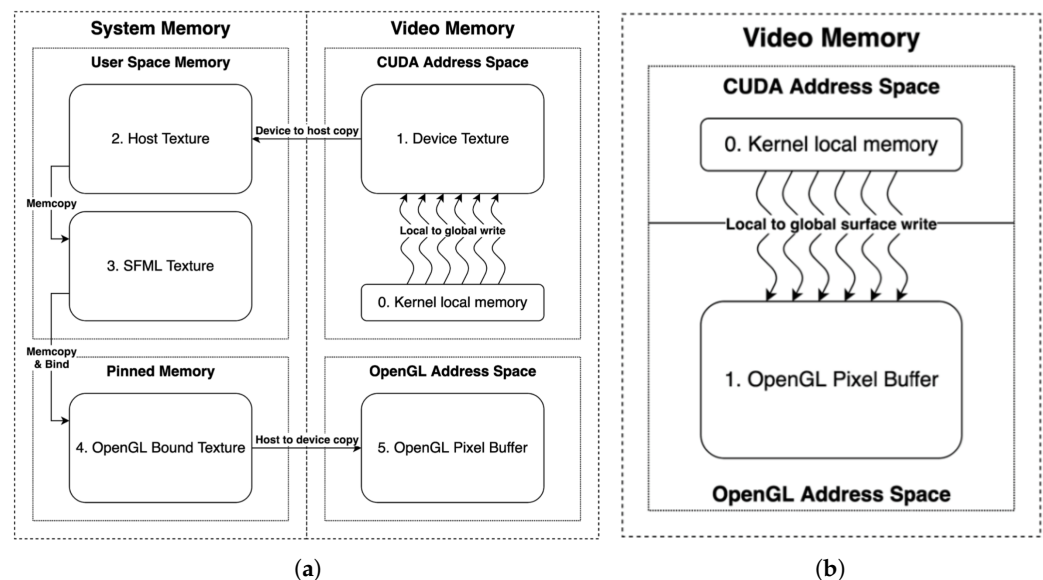 System Memory
Video Memory
User Space Memory
CUDA Address Space
2. Host Texture
Device to host copy
1. Device Texture
Memcopy
Local to global write
3. SFML Texture
0. Kernel local memory
Memcopy
& Bind
Pinned Memory
OpenGL Address Space
4. OpenGL Bound Texture
Host to device copy
5. OpenGL Pixel Buffer
(a)
Video Memory
CUDA Address Space
0. Kernel local memory
Local to global surface write
1. OpenGL Pixel Buffer
OpenGL Address Space
(b)